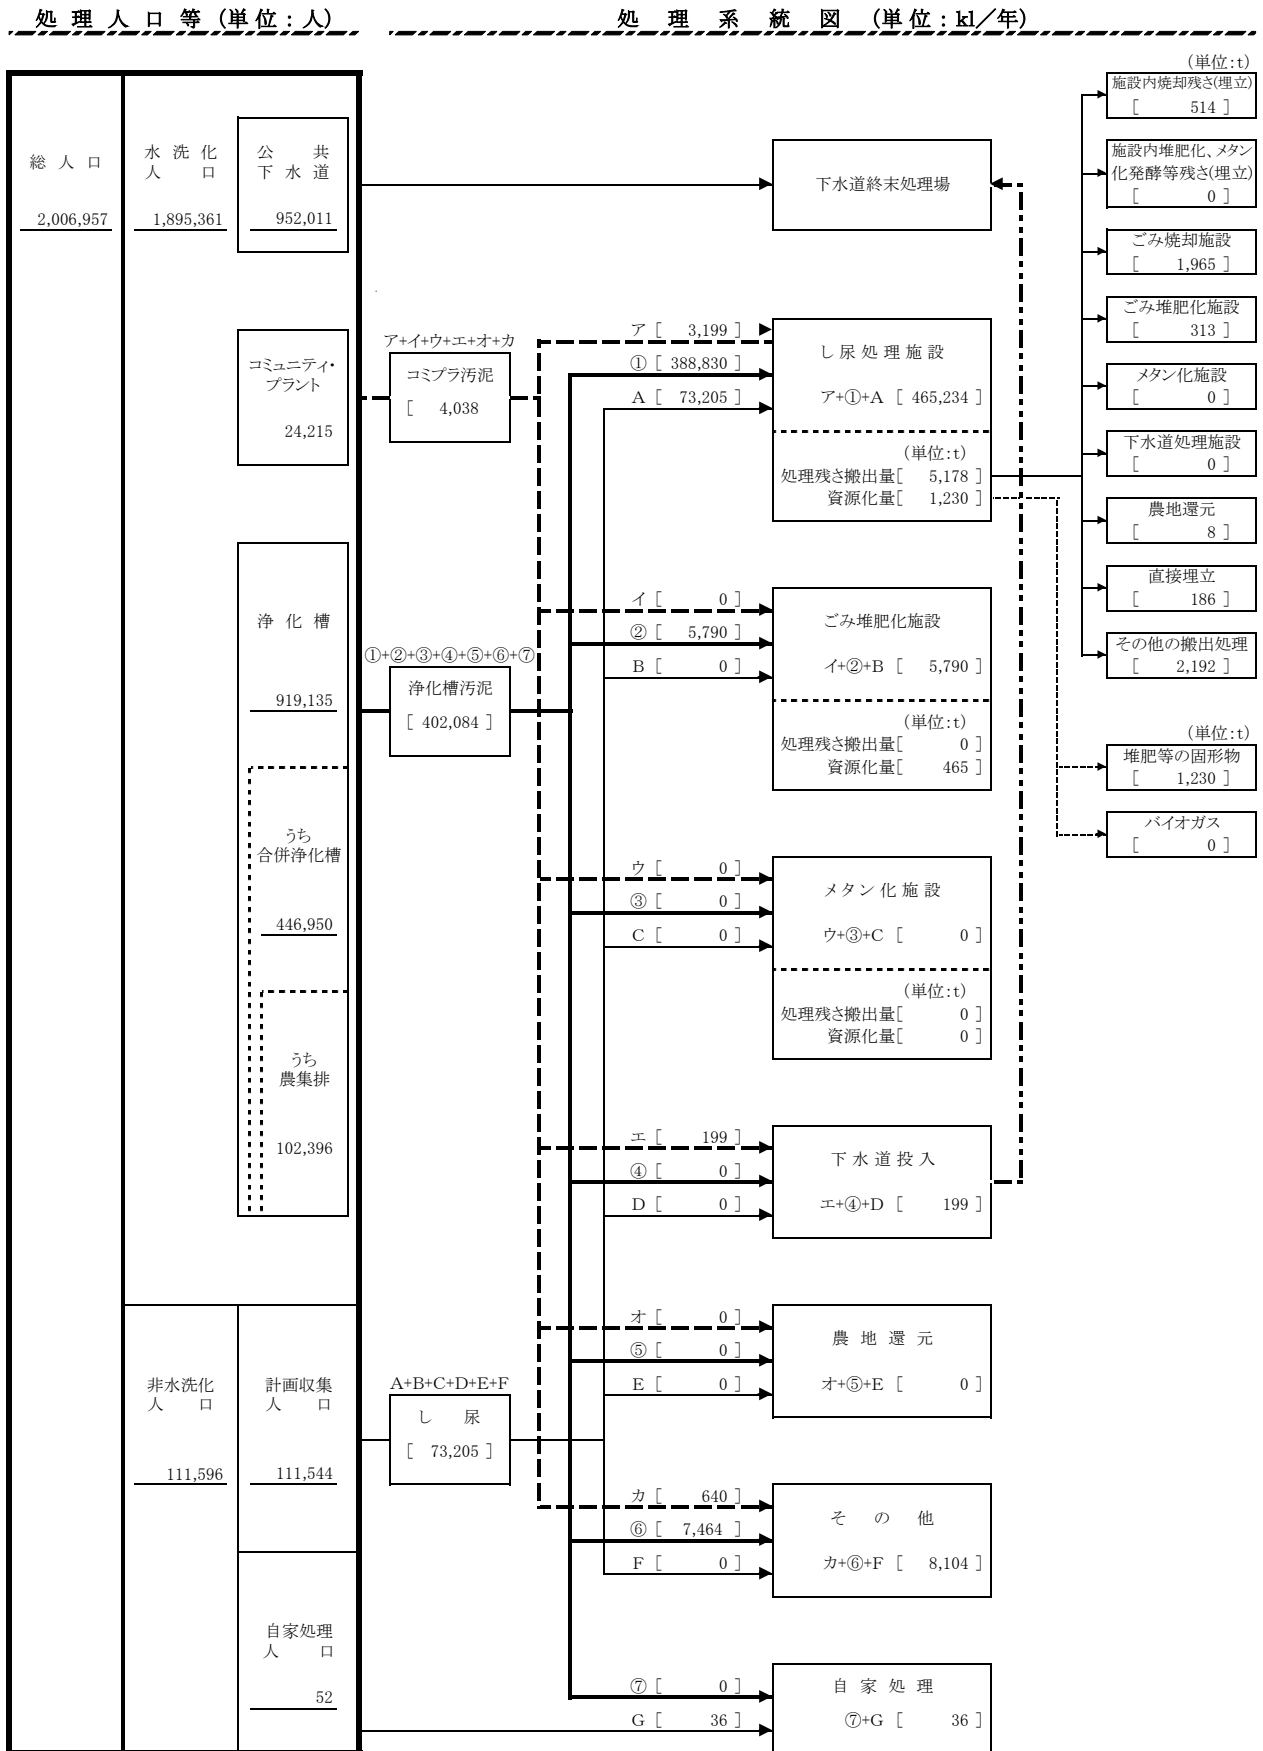 処理人口等(単位:人)
処理系統図(単位:kl/年)
総人口
2,006,957
水洗化
人口
1,895,361
公共
下水道
952,011
コミュニティ・
プラント
24,215
浄化槽
919,135
うち
合併浄化槽
446,950
うち
農集排
102,396
非水洗化
人口
111,596
計画収集
人口
111,544
自家処理
人口
52
ア+イ+ウ+エ+オ+カ
コミプラ汚泥
[ 4,038
①+②+③+④+⑤+⑥+⑦
浄化槽汚泥
[ 402,084 ]
A+B+C+D+E+F
し尿
[ 73,205 ]
下水道終末処理場
ア [ 3,199 ]
① [ 388,830 ]
A [ 73,205 ]
し尿処理施設
ア+①+A [ 465,234 ]
(単位:t)
処理残さ搬出量[ 5,178 ]
資源化量[ 1,230 ]
イ [ 0 ]
② [ 5,790 ]
B [ 0 ]
ごみ堆肥化施設
イ+②+B [ 5,790 ]
(単位:t)
処理残さ搬出量[ 0 ]
資源化量[ 465 ]
ウ [ 0 ]
③ [ 0 ]
C [ 0 ]
メタン化施設
ウ+③+C [ 0 ]
(単位:t)
処理残さ搬出量[ 0 ]
資源化量[ 0 ]
エ [ 199 ]
④ [ 0 ]
D [ 0 ]
下水道投入
エ+④+D [ 199 ]
オ [ 0 ]
⑤ [ 0 ]
E [ 0 ]
農地還元
オ+⑤+E [ 0 ]
カ [ 640 ]
⑥ [ 7,464 ]
F [ 0 ]
その他
カ+⑥+F [ 8,104 ]
⑦ [ 0 ]
G [ 36 ]
自家処理
⑦+G [ 36 ]
(単位:t)
施設内焼却残さ(埋立)
[ 514 ]
施設内堆肥化、メタン
化発酵等残さ(埋立)
[ 0 ]
ごみ焼却施設
[ 1,965 ]
ごみ堆肥化施設
[ 313 ]
メタン化施設
[ 0 ]
下水道処理施設
[ 0 ]
農地還元
[ 8 ]
直接埋立
[ 186 ]
その他の搬出処理
[ 2,192 ]
(単位:t)
堆肥等の固形物
[ 1,230 ]
バイオガス
[ 0 ]